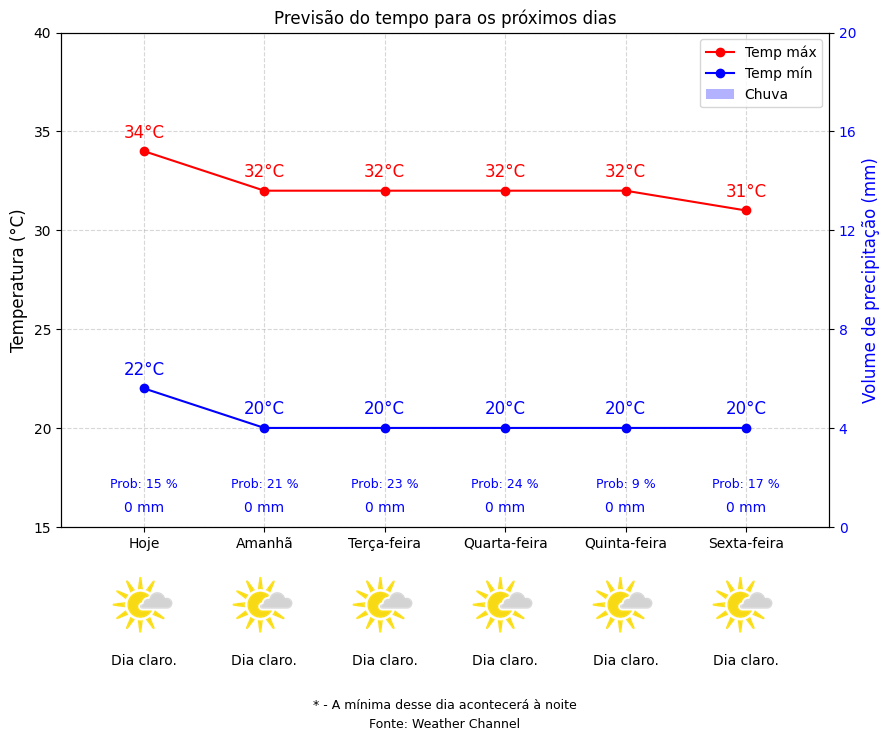 Previsão do tempo para os próximos dias
Temp máx
Temp mín
Chuva
Temperatura (°C)
40
35
30
25
20
15
Volume de precipitação (mm)
20
16
12
8
4
0
34°C 32°C 32°C 32°C 32°C 31°C
22°C 20°C 20°C 20°C 20°C 20°C
Prob: 15 % Prob: 21 % Prob: 23 % Prob: 24 % Prob: 9 % Prob: 17 %
0 mm 0 mm 0 mm 0 mm 0 mm 0 mm
Hoje Amanhã Terça-feira Quarta-feira Quinta-feira Sexta-feira
Dia claro. Dia claro. Dia claro. Dia claro. Dia claro. Dia claro.
* - A mínima desse dia acontecerá à noite
Fonte: Weather Channel